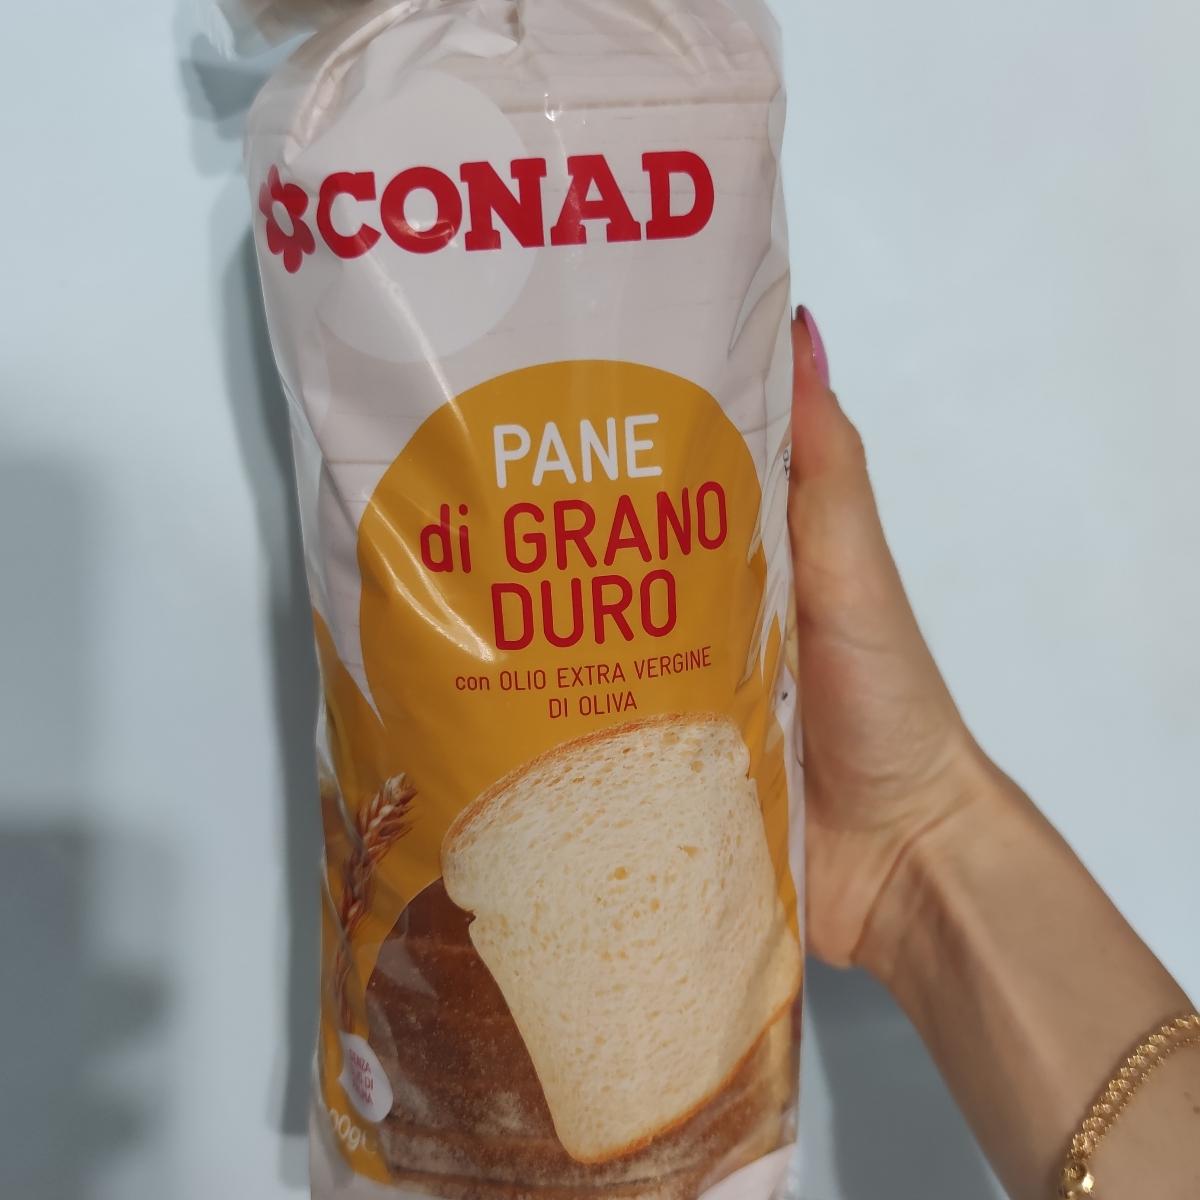 CONAD
PANE
di GRANO
DURO
con OLIO EXTRA VERGINE
DI OLIVA